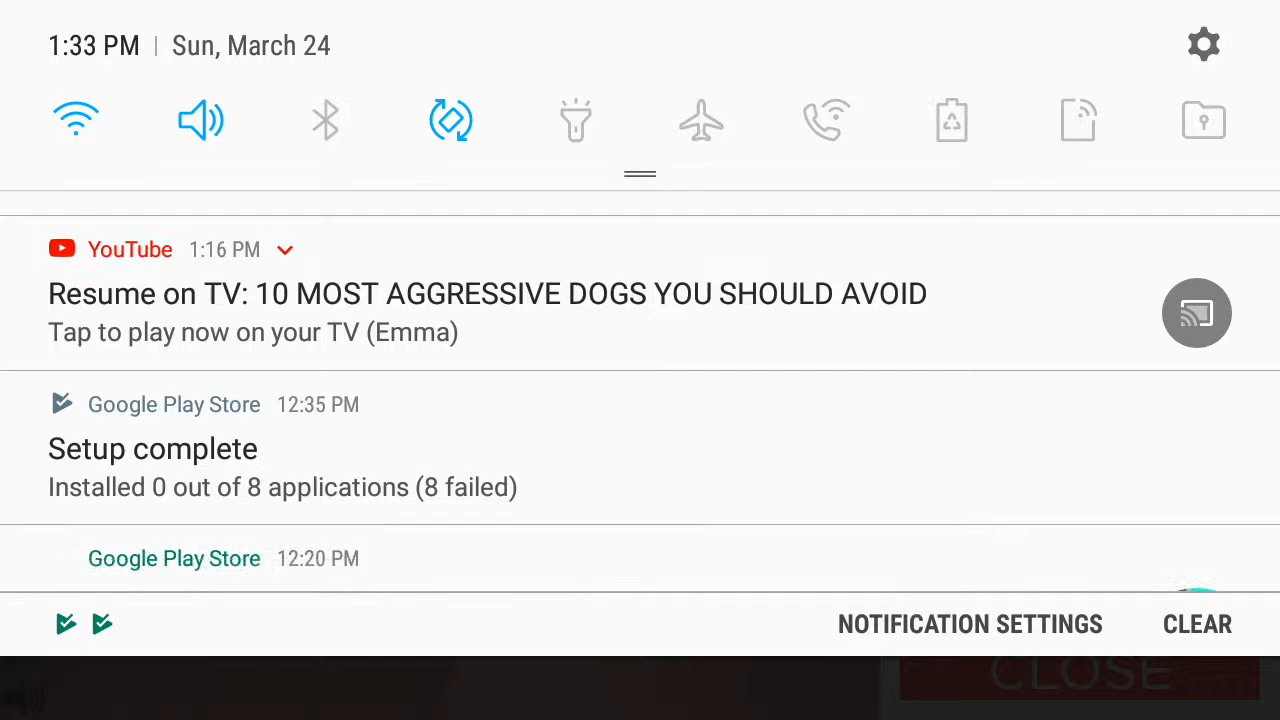 1:33 PM | Sun, March 24
YouTube 1:16 PM
Resume on TV: 10 MOST AGGRESSIVE DOGS YOU SHOULD AVOID
Tap to play now on your TV (Emma)
Google Play Store 12:35 PM
Setup complete
Installed 0 out of 8 applications (8 failed)
Google Play Store 12:20 PM
NOTIFICATION SETTINGS CLEAR
CLOSE